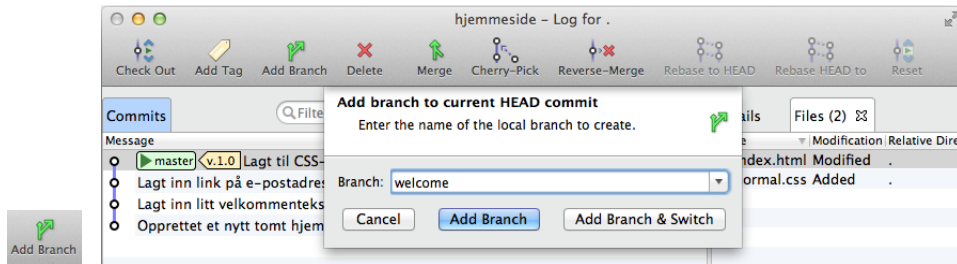 hjemmeside – Log for .
Check Out Add Tag Add Branch Delete Merge Cherry-Pick Reverse-Merge Rebase to HEAD Rebase HEAD to Reset
Add branch to current HEAD commit
Enter the name of the local branch to create.
Commits
Files (2)
Message
Modification Relative Dire
master v.1.0 Lagt til CSS-
ndex.html Modified .
Branch: welcome
Lagt inn link på e-postadres
ormal.css Added .
Lagt inn litt velkommenteks
Cancel Add Branch Add Branch & Switch
Opprettet et nytt tomt hjem
Add Branch